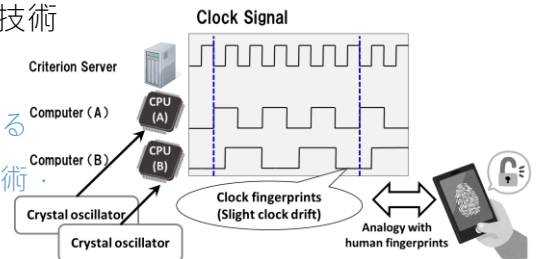 技術
Clock Signal
Criterion Server
る
Computer (A)
CPU
(A)
術・
Computer (B)
CPU
(B)
Crystal oscillator
Crystal oscillator
Clock fingerprints
(Slight clock drift)
Analogy with
human fingerprints